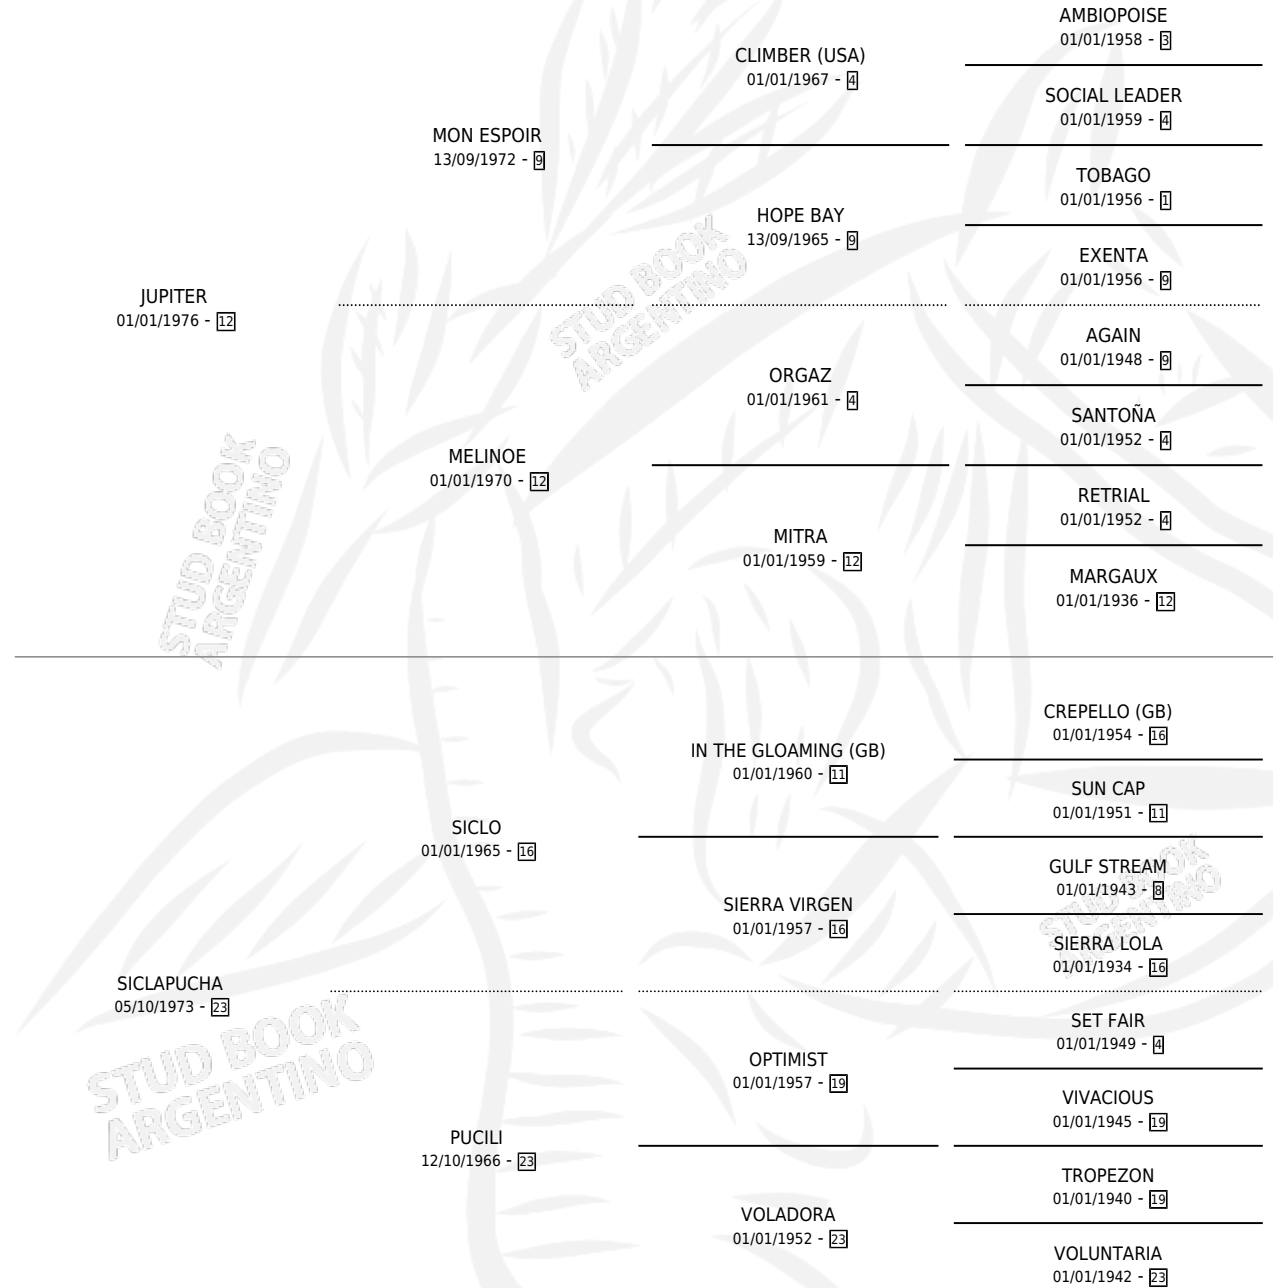 AMBIOPOISE
01/01/1958 - 3
CLIMBER (USA)
01/01/1967 - 4
SOCIAL LEADER
01/01/1959 - 4
MON ESPOIR
13/09/1972 - 9
TOBAGO
01/01/1956 - 1
HOPE BAY
13/09/1965 - 9
EXENTA
01/01/1956 - 9
JUPITER
01/01/1976 - 12
AGAIN
01/01/1948 - 9
ORGAZ
01/01/1961 - 4
SANTOÑA
01/01/1952 - 4
MELINOE
01/01/1970 - 12
RETRIAL
01/01/1952 - 4
MITRA
01/01/1959 - 12
MARGAUX
01/01/1936 - 12
STUD BOOK
ARGENTINO
STUD BOOK
ARGENTINO
CREPELLO (GB)
01/01/1954 - 16
IN THE GLOAMING (GB)
01/01/1960 - 11
SUN CAP
01/01/1951 - 11
SICLO
01/01/1965 - 16
GULF STREAM
01/01/1943 - 8
SIERRA VIRGEN
01/01/1957 - 16
SIERRA LOLA
01/01/1934 - 16
SICLAPUCHA
05/10/1973 - 23
SET FAIR
01/01/1949 - 4
OPTIMIST
01/01/1957 - 19
VIVACIOUS
01/01/1945 - 19
PUCILI
12/10/1966 - 23
TROPEZON
01/01/1940 - 19
VOLADORA
01/01/1952 - 23
VOLUNTARIA
01/01/1942 - 23
STUD BOOK
ARGENTINO
STUD BOOK
ARGENTINO